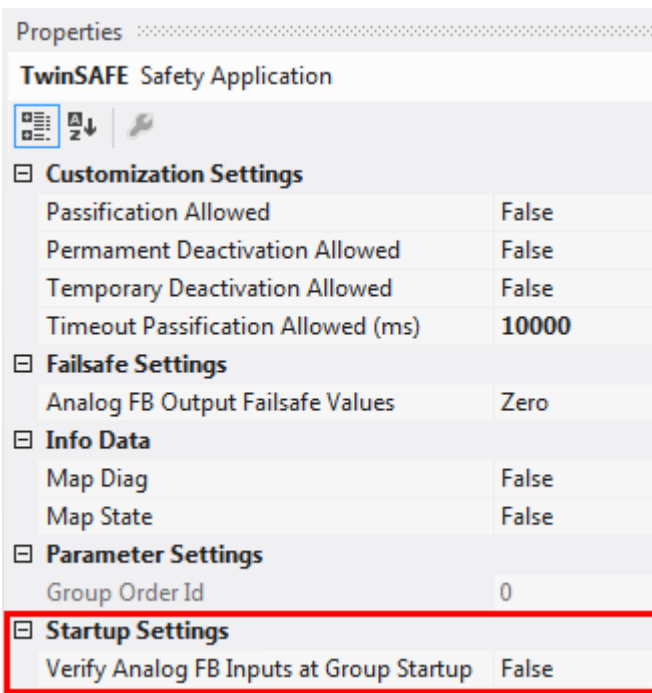 Properties
TwinSAFE Safety Application
Customization Settings
Passification Allowed False
Permament Deactivation Allowed False
Temporary Deactivation Allowed False
Timeout Passification Allowed (ms) 10000
Failsafe Settings
Analog FB Output Failsafe Values Zero
Info Data
Map Diag False
Map State False
Parameter Settings
Group Order Id 0
Startup Settings
Verify Analog FB Inputs at Group Startup False